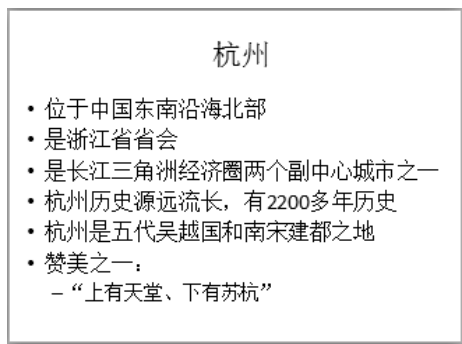 杭州
• 位于中国东南沿海北部
• 是浙江省省会
• 是长江三角洲经济圈两个副中心城市之一
• 杭州历史源远流长，有2200多年历史
• 杭州是五代吴越国和南宋建都之地
• 赞美之一：
– “上有天堂、下有苏杭”